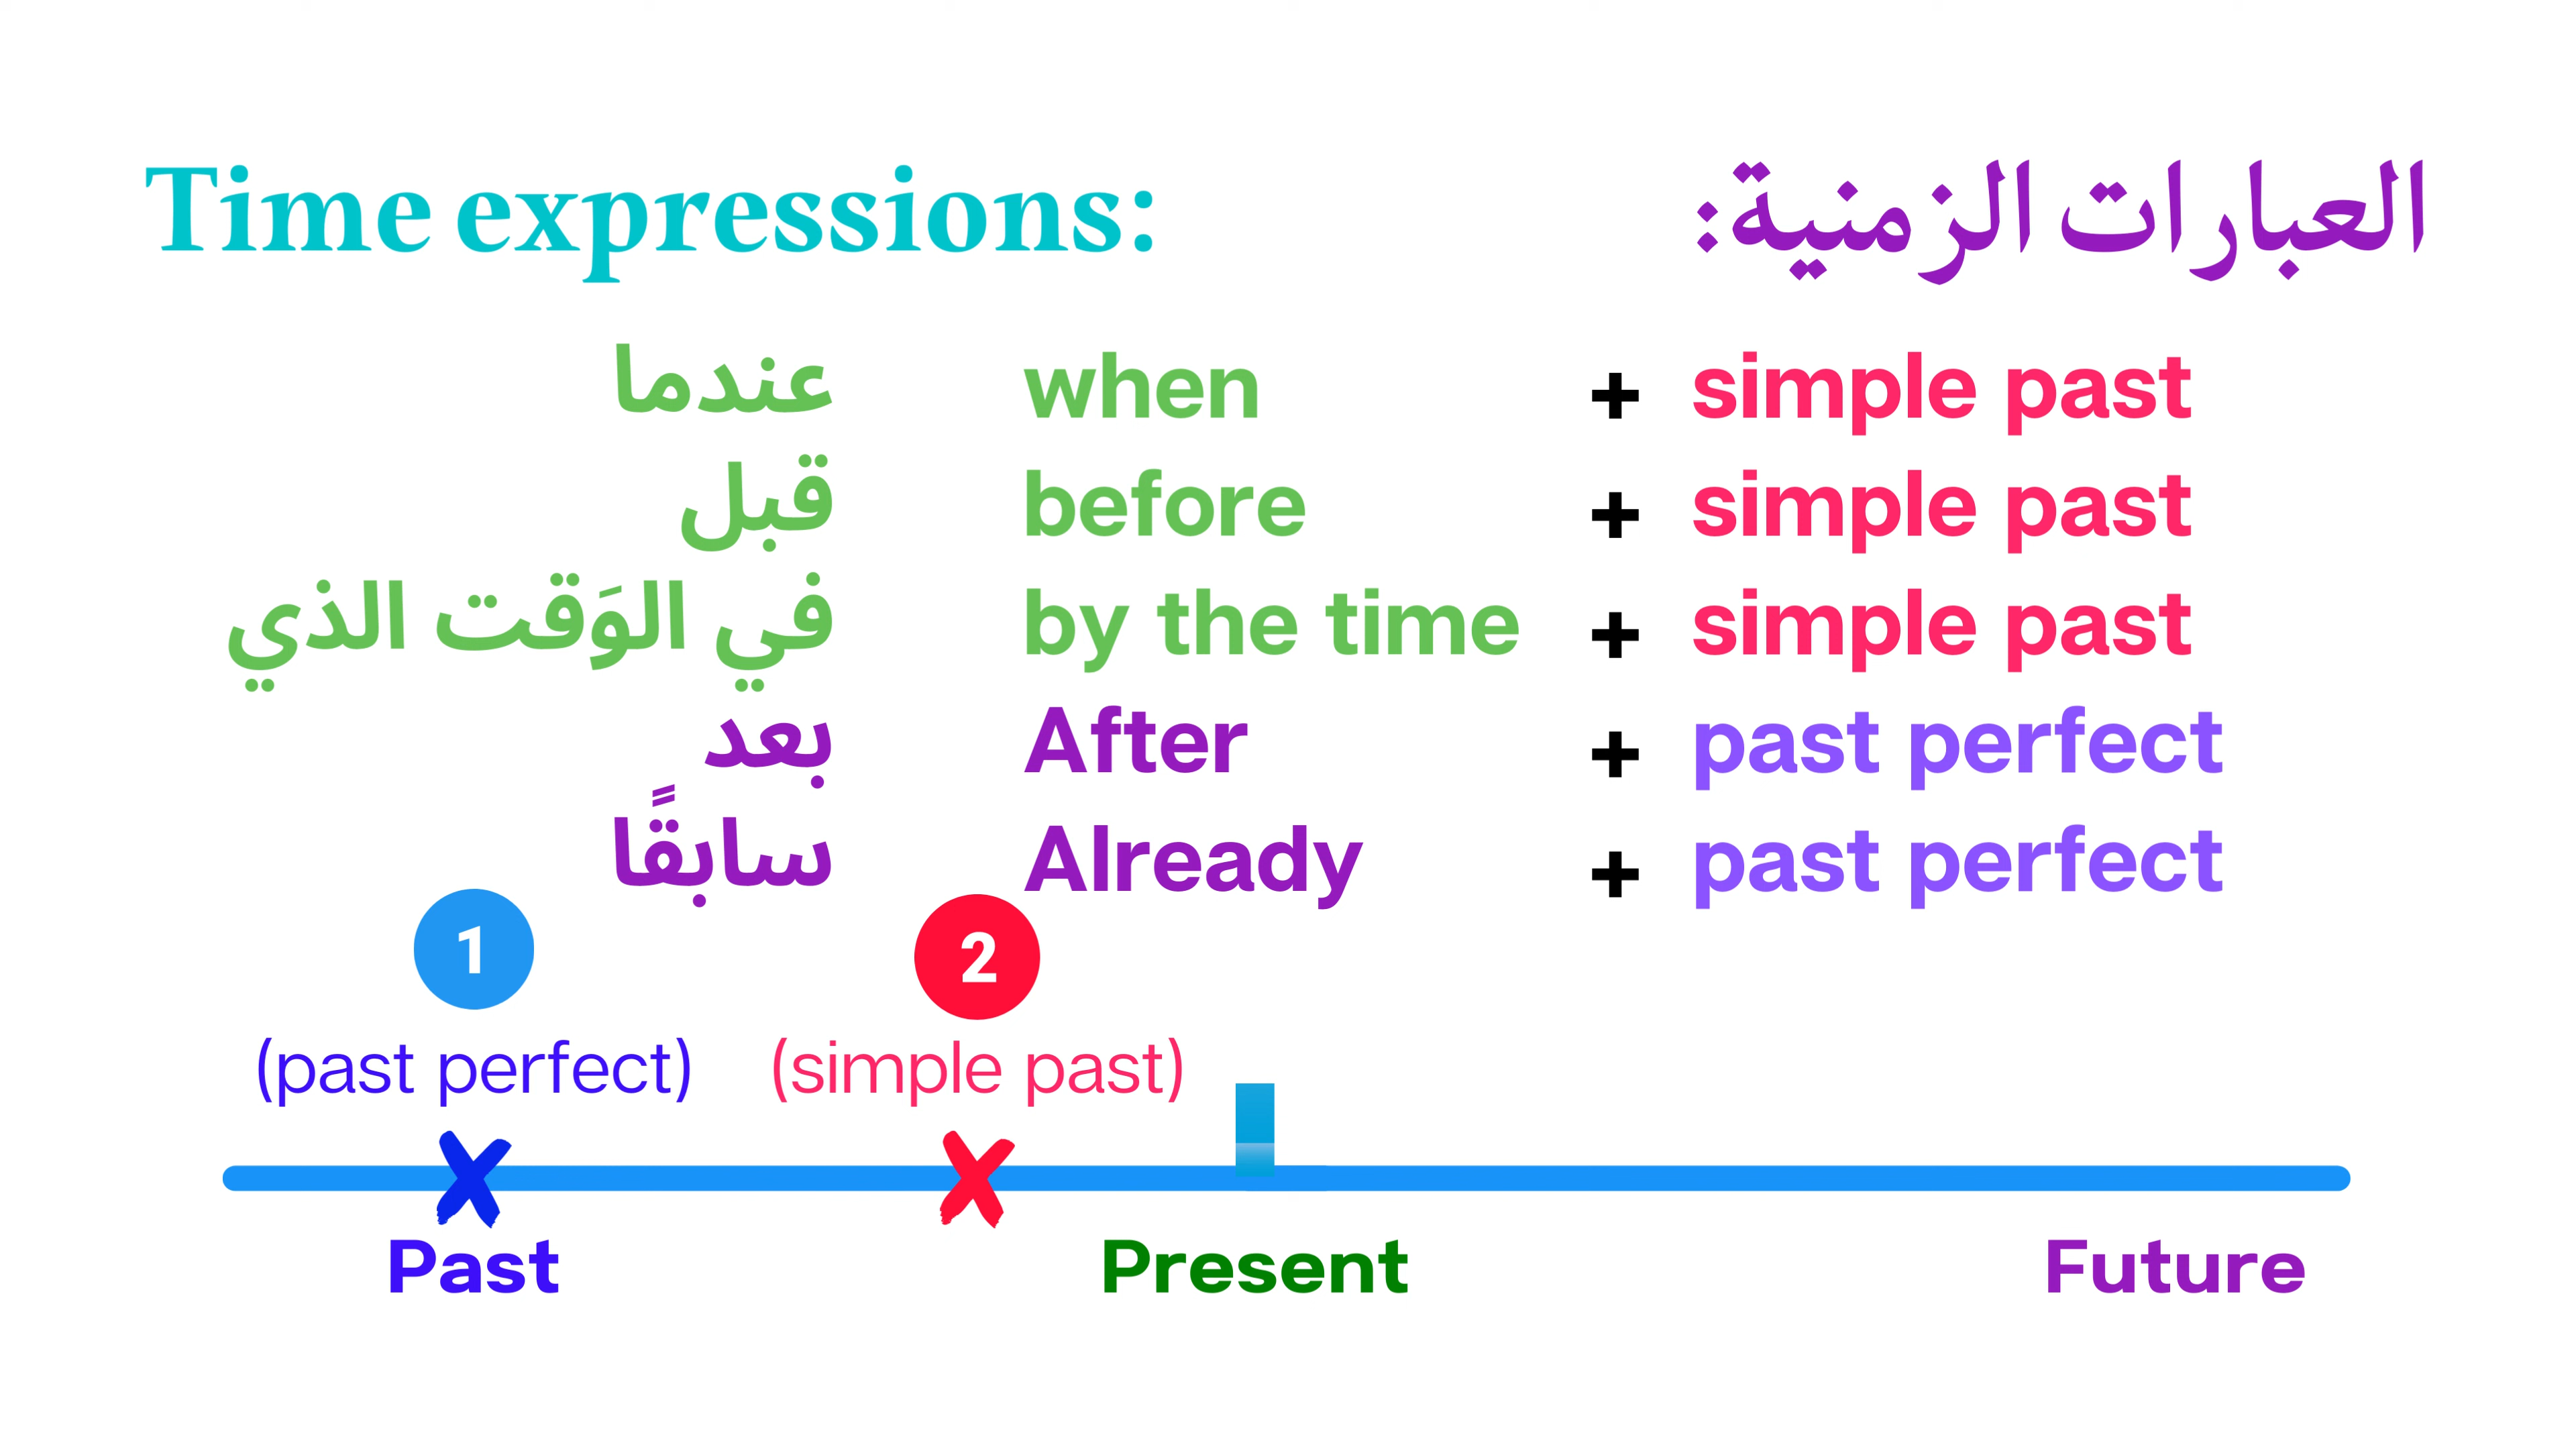 Time expressions: العبارات الزمنية:
عندما when + simple past
قبل before + simple past
في الوَقت الذي by the time + simple past
بعد After + past perfect
سابقًا Already + past perfect
1 2
(past perfect) (simple past)
Past Present Future